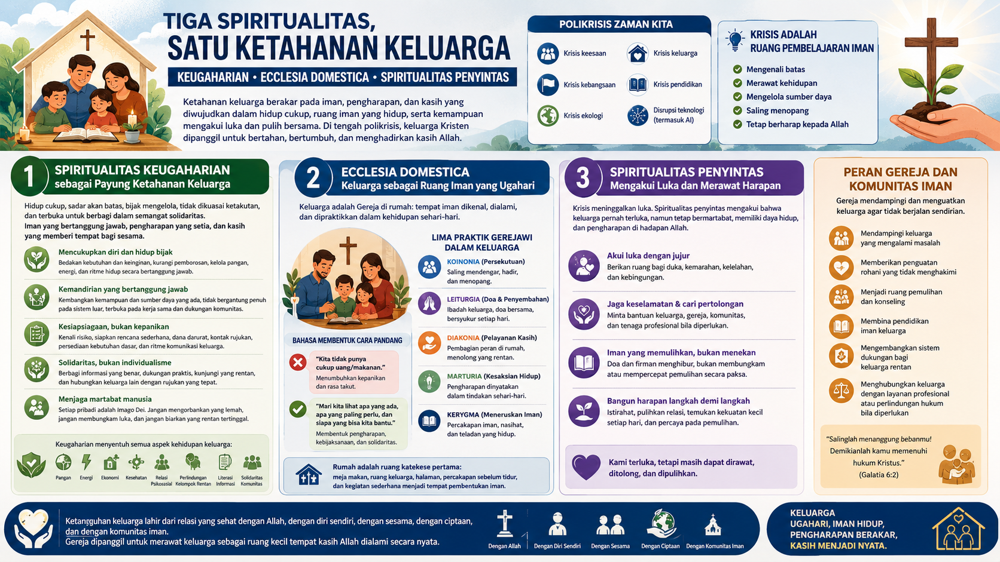 TIGA SPIRITUALITAS,
SATU KETAHANAN KELUARGA
KEUGAHARIAN • ECCLESIA DOMESTICA • SPIRITUALITAS PENYINTAS
Ketahanan keluarga berakar pada iman, pengharapan, dan kasih yang
diwujudkan dalam hidup cukup, ruang iman yang hidup, serta kemampuan
mengakui luka dan pulih bersama. Di tengah polikrisis, keluarga Kristen
dipanggil untuk bertahan, bertumbuh, dan menghadirkan kasih Allah.
POLIKRISIS ZAMAN KITA
Krisis keesaan
Krisis keluarga
Krisis kebangsaan
Krisis pendidikan
Krisis ekologi
Disrupsi teknologi
(termasuk AI)
KRISIS ADALAH
RUANG PEMBELAJARAN IMAN
Mengenali batas
Merawat kehidupan
Mengelola sumber daya
Saling menopang
Tetap berharap kepada Allah
1
SPIRITUALITAS KEUGAHARIAN
sebagai Payung Ketahanan Keluarga
Hidup cukup, sadar akan batas, bijak mengelola, tidak dikuasai ketakutan,
dan terbuka untuk berbagi dalam semangat solidaritas.
Iman yang bertanggung jawab, pengharapan yang setia, dan kasih
yang memberi tempat bagi sesama.
Mencukupkan diri dan hidup bijak
Bedakan kebutuhan dan keinginan, kurangi pemborosan, kelola pangan,
energi, dan ritme hidup secara bertanggung jawab.
Kemandirian yang bertanggung jawab
Kembangkan kemampuan dan sumber daya yang ada, tidak bergantung penuh
pada sistem luar, terbuka pada kerja sama dan dukungan komunitas.
Kesiapsiagaan, bukan kepanikan
Kenali risiko, siapkan rencana sederhana, dana darurat, kontak rujukan,
persediaan kebutuhan dasar, dan ritme komunikasi keluarga.
Solidaritas, bukan individualisme
Berbagi informasi yang benar, dukungan praktis, kunjungi yang rentan,
dan hubungkan keluarga lain dengan rujukan yang tepat.
Menjaga martabat manusia
Setiap pribadi adalah Imago Dei. Jangan mengorbankan yang lemah,
jangan membungkam luka, dan jangan biarkan yang rentan tertinggal.
Keugaharian menyentuh semua aspek kehidupan keluarga:
Pangan
Energi
Ekonomi
Kesehatan
Relasi
Psikosasial
Perlindungan
Kelompok Rentan
Literasi
Informasi
Solidaritas
Komunitas
2
ECCLESIA DOMESTICA
Keluarga sebagai Ruang Iman yang Ugahari
Keluarga adalah Gereja di rumah: tempat iman dikenal, dialami,
dan dipraktikkan dalam kehidupan sehari-hari.
LIMA PRAKTIK GEREJAWI
DALAM KELUARGA
KOINONIA (Persekutuan)
Saling mendengar, hadir,
dan menopang.
LEITURGIA (Doa & Penyembahan)
Ibadah keluarga, doa bersama,
bersyukur setiap hari.
DIAKONIA (Pelayanan Kasih)
Pembagian peran di rumah,
menolong yang rentan.
MARTURIA (Kesaksian Hidup)
Pengharapan dinyatakan
dalam tindakan sehari-hari.
KERYGMA (Meneruskan Iman)
Percakapan iman, nasihat,
dan teladan yang hidup.
BAHASA MEMBENTUK CARA PANDANG
"Kita tidak punya
cukup uang/makanan."
Menumbuhkan kepanikan
dan rasa takut.
"Mari kita lihat apa yang ada,
apa yang paling perlu, dan
siapa yang bisa kita bantu."
Membentuk pengharapan,
kebijaksanaan, dan solidaritas.
Rumah adalah ruang katekese pertama:
meja makan, ruang keluarga, halaman, percakapan sebelum tidur,
dan kegiatan sederhana menjadi tempat pembentukan iman.
3
SPIRITUALITAS PENYINTAS
Mengakui Luka dan Merawat Harapan
Krisis meninggalkan luka. Spiritualitas penyintas mengakui bahwa
keluarga pernah terluka, namun tetap bermartabat, memiliki daya hidup,
dan pengharapan di hadapan Allah.
Akui luka dengan jujur
Berikan ruang bagi duka, kemarahan, kelelahan,
dan kebingungan.
Jaga keselamatan & cari pertolongan
Minta bantuan keluarga, gereja, komunitas,
dan tenaga profesional bila diperlukan.
Iman yang memulihkan, bukan menekan
Doa dan firman menghibur, bukan membungkam
atau mempercepat pemulihan secara paksa.
Bangun harapan langkah demi langkah
Istirahat, pulihkan relasi, temukan kekuatan kecil
setiap hari, dan percaya pada pemulihan.
Kami terluka, tetapi masih dapat dirawat,
ditolong, dan dipulihkan.
PERAN GEREJA DAN
KOMUNITAS IMAN
Gereja mendampingi dan menguatkan
keluarga agar tidak berjalan sendirian.
Mendampingi keluarga
yang mengalami masalah
Memberikan penguatan
rohani yang tidak menghakimi
Menjadi ruang pemulihan
dan konseling
Membina pendidikan
iman keluarga
Mengembangkan sistem
dukungan bagi
keluarga rentan
Menghubungkan keluarga
dengan layanan profesional
atau perlindungan hukum
bila diperlukan
"Salinglah menanggung bebanmu!
Demikianlah kamu memenuhi
hukum Kristus."
(Galatia 6:2)
Ketangguhan keluarga lahir dari relasi yang sehat dengan Allah, dengan diri sendiri, dengan sesama, dengan ciptaan,
dan dengan komunitas iman.
Gereja dipanggil untuk merawat keluarga sebagai ruang kecil tempat kasih Allah dialami secara nyata.
Dengan Allah
Dengan Diri Sendiri
Dengan Sesama
Dengan Ciptaan
Dengan Komunitas Iman
KELUARGA
UGAHARI, IMAN HIDUP,
PENGHARAPAN BERAKAR,
KASIH MENJADI NYATA.